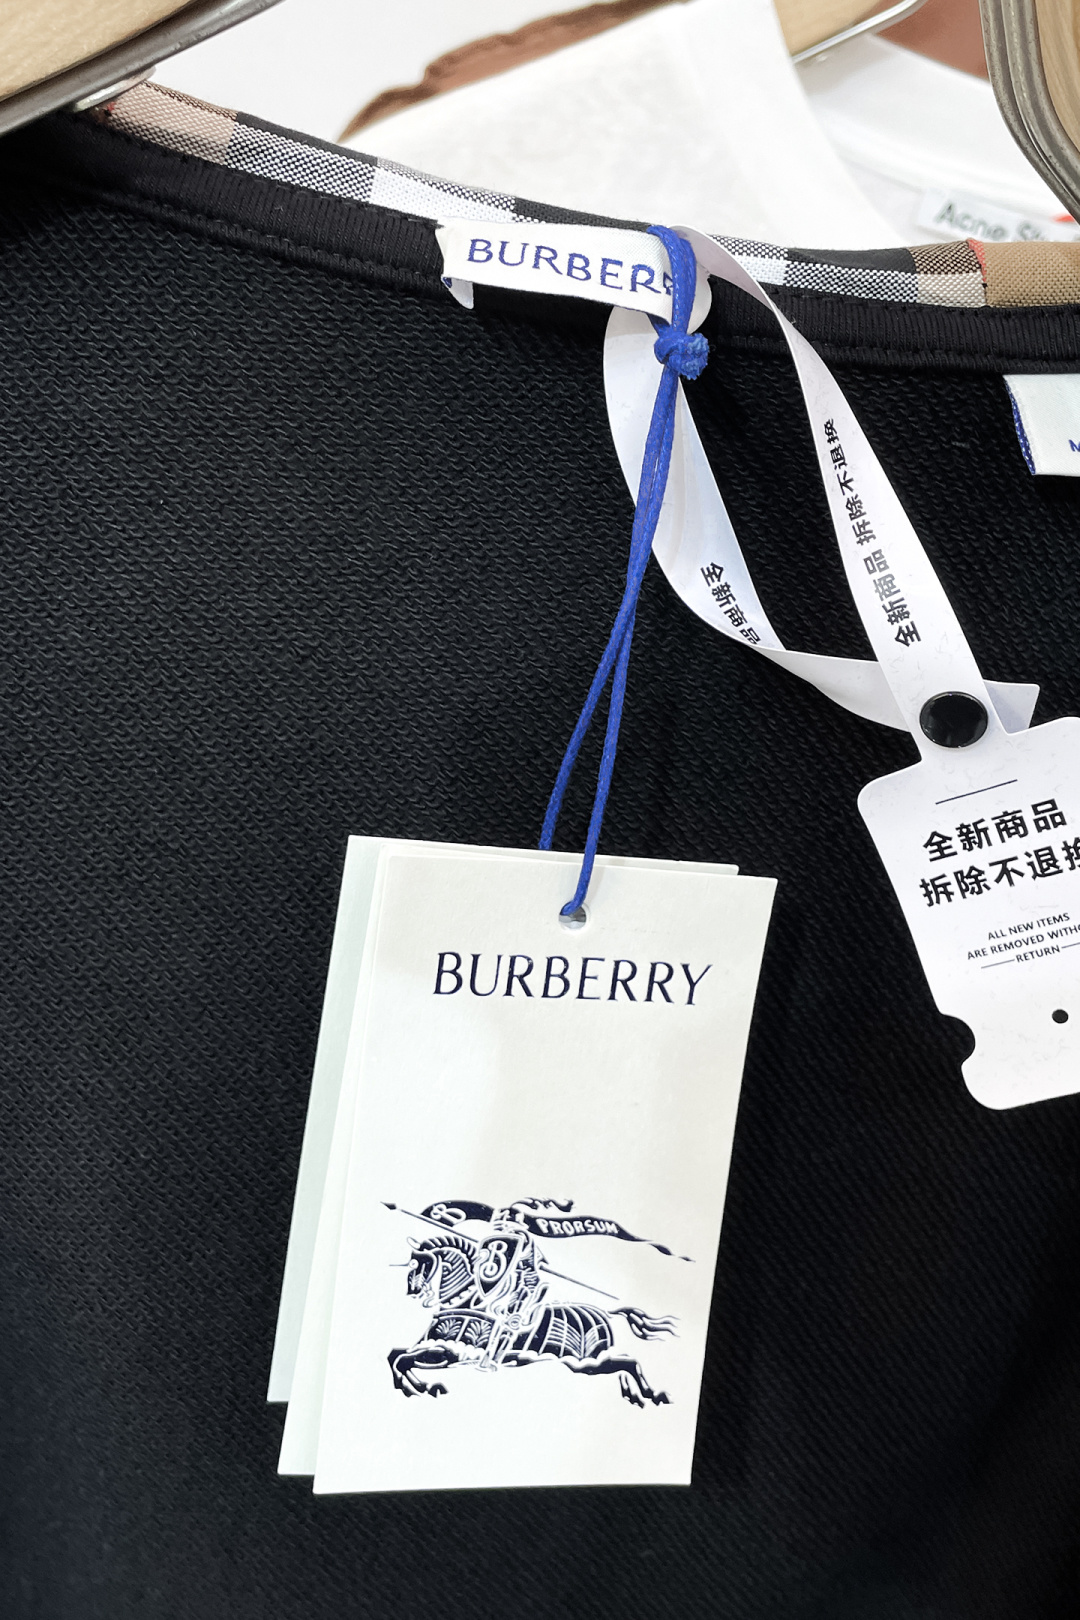 Acne
BURBERR
全新商品 拆除不退换
全新商品
BURBERRY
PRORSUM
B
B
全新商品
拆除不退换
ALL NEW ITEMS
ARE REMOVED
RETURN